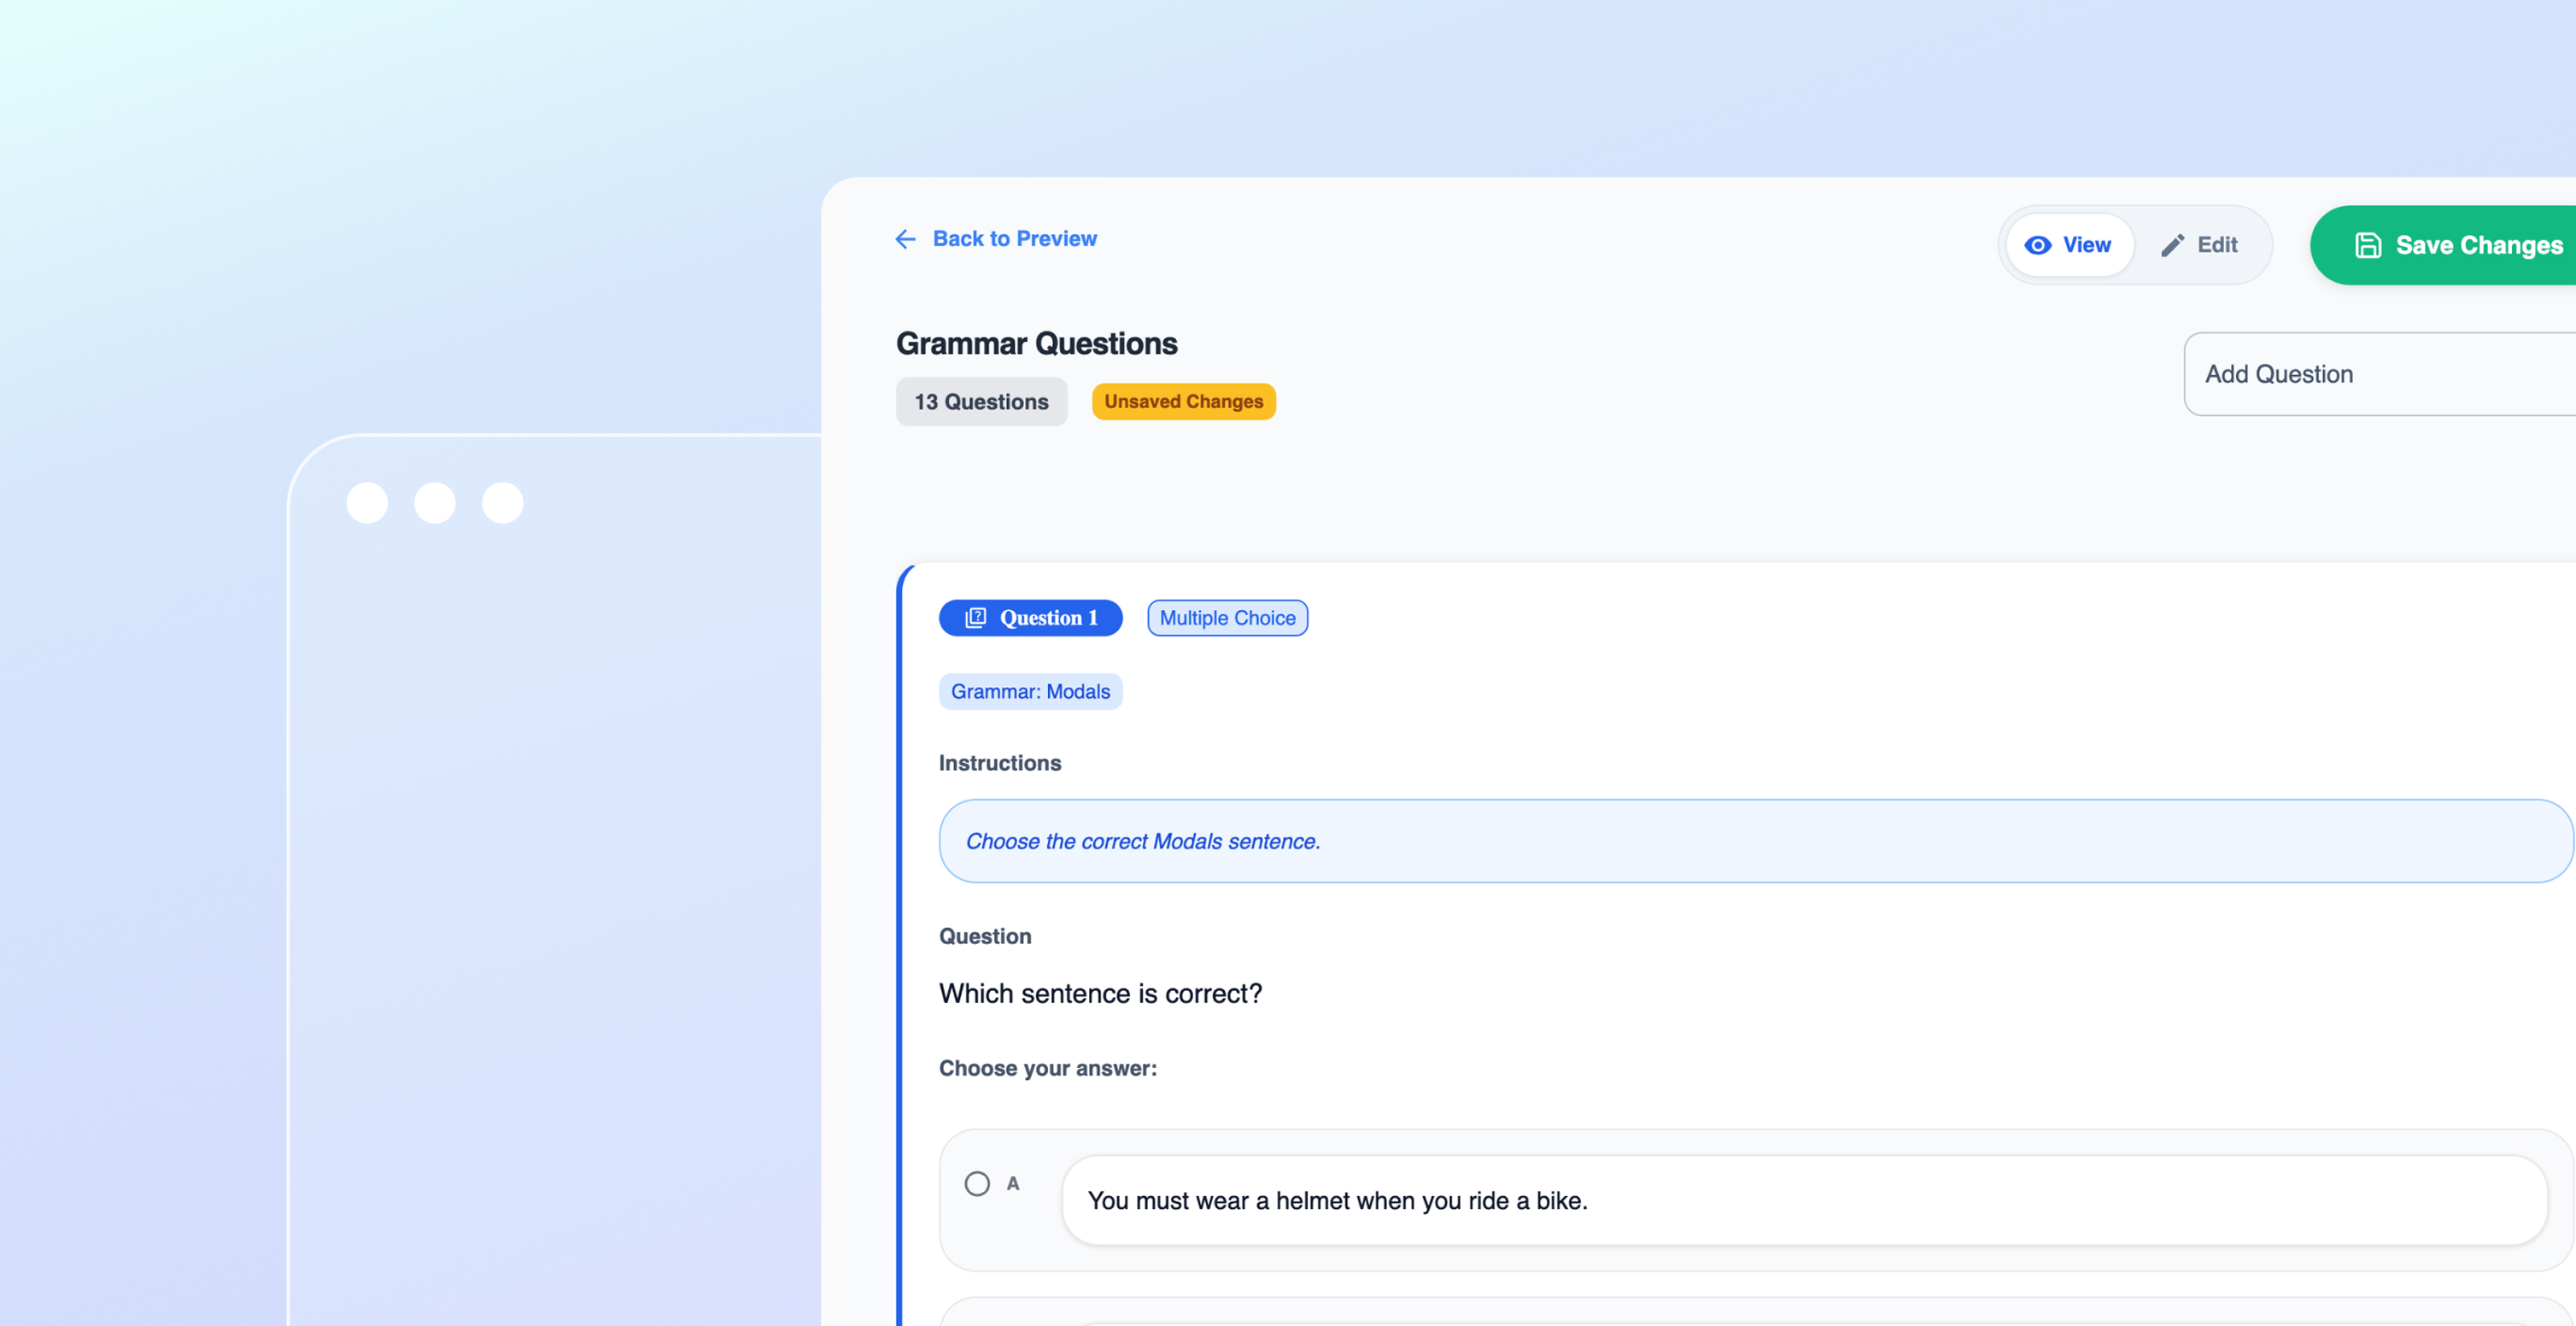 Back to Preview
View
Edit
Save Changes
Grammar Questions
13 Questions
Unsaved Changes
Add Question
Question 1
Multiple Choice
Grammar: Modals
Instructions
Choose the correct Modals sentence.
Question
Which sentence is correct?
Choose your answer:
A
You must wear a helmet when you ride a bike.